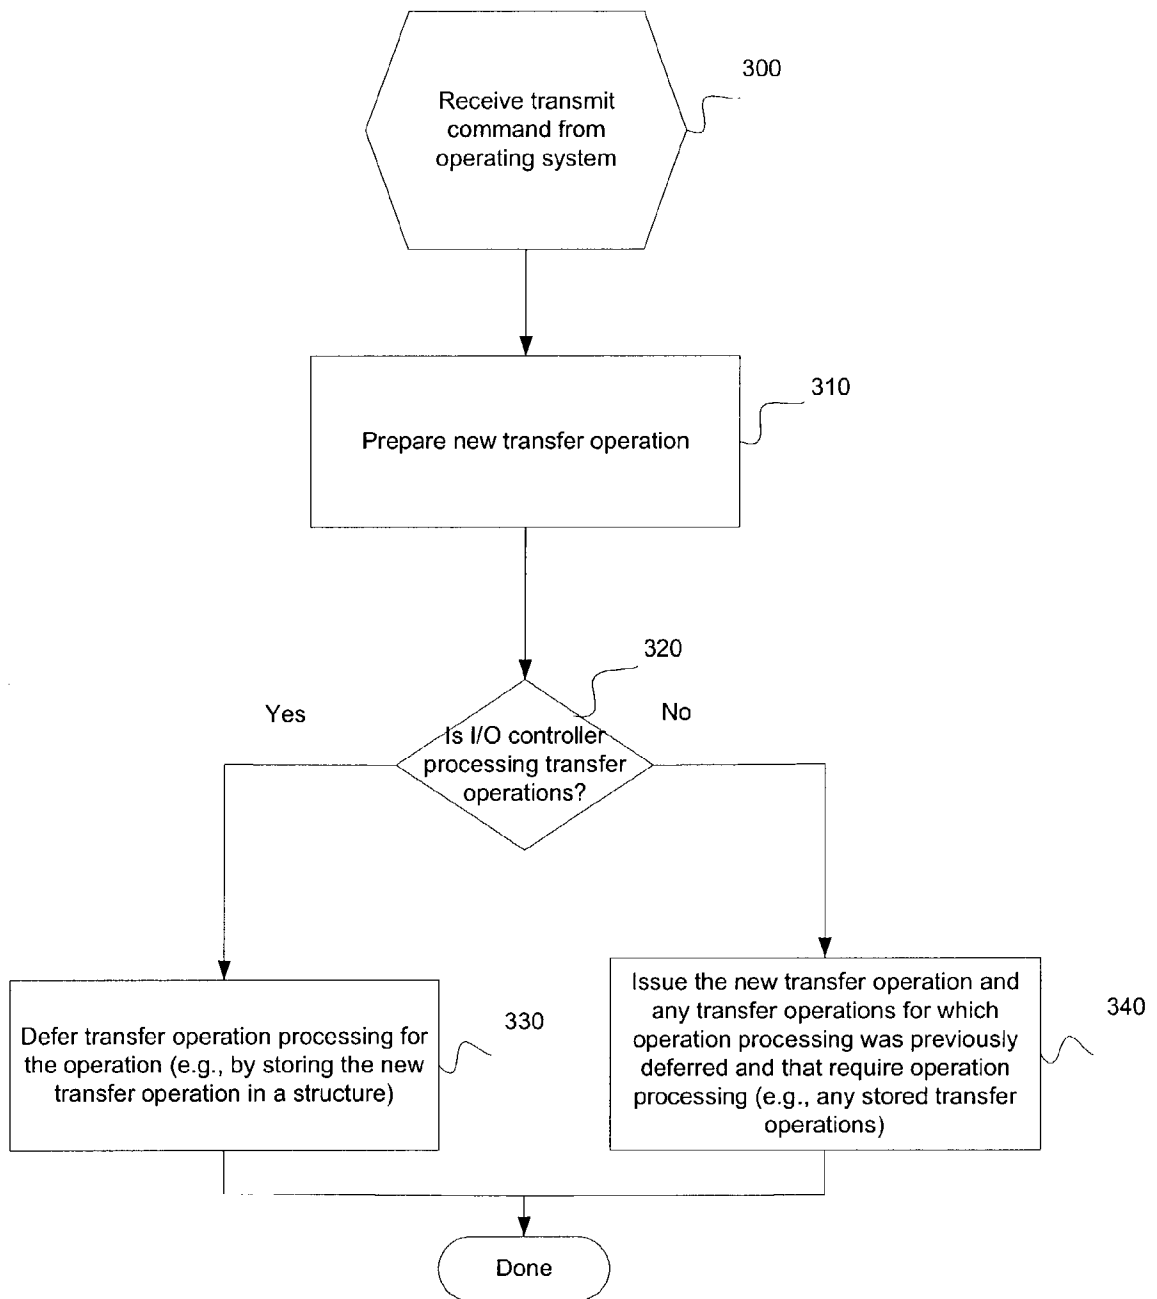 Receive transmit
command from
operating system
300
Prepare new transfer operation
310
320
Yes
No
Is I/O controller
processing transfer
operations?
Defer transfer operation processing for
the operation (e.g., by storing the new
transfer operation in a structure)
330
Issue the new transfer operation and
any transfer operations for which
operation processing was previously
deferred and that require operation
processing (e.g., any stored transfer
operations)
340
Done